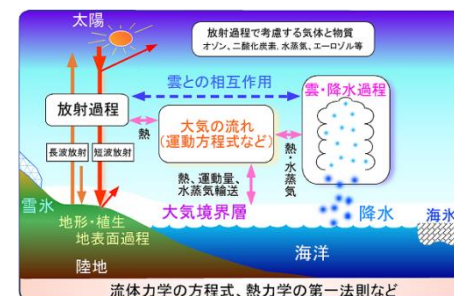 太陽
放射過程で考慮する気体と物質
オゾン、二酸化炭素、水蒸気、エーロゾル等
雲との相互作用
雲・降水過程
放射過程
熱
大気の流れ
(運動方程式など)
熱・水蒸気
長波放射
短波放射
熱、運動量、
水蒸気輸送
雪氷
大気境界層
降水
海氷
地形・植生
地表面過程
海洋
陸地
流体力学の方程式、熱力学の第一法則など